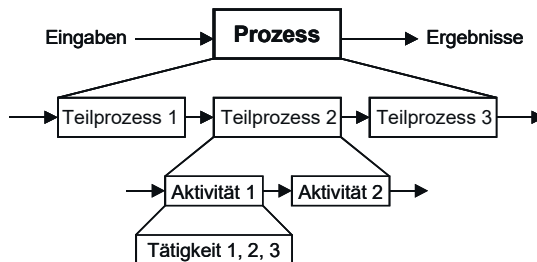 Eingaben Prozess Ergebnisse
Teilprozess 1 Teilprozess 2 Teilprozess 3
Aktivität 1 Aktivität 2
Tätigkeit 1, 2, 3